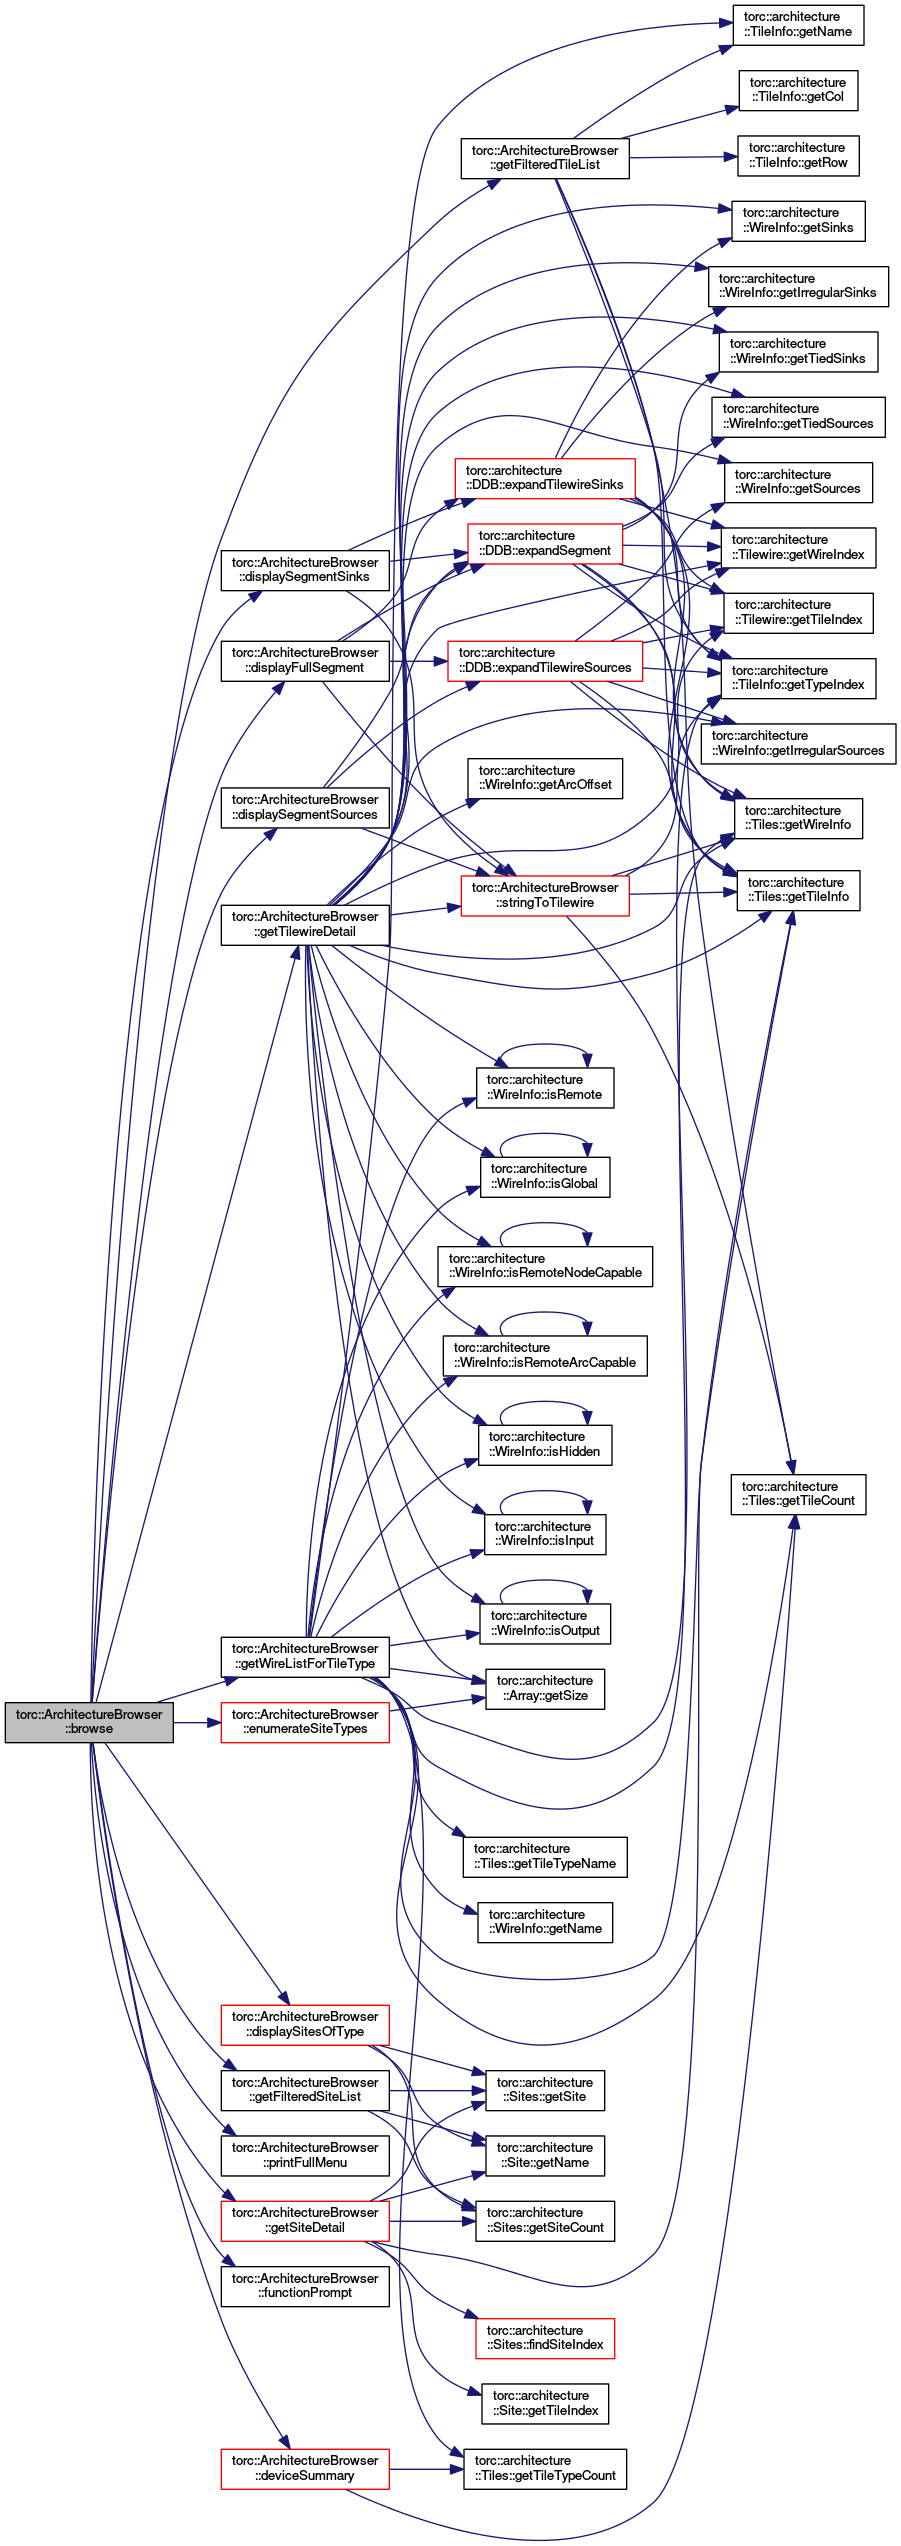 torc::architecture
::TileInfo::getName
torc::architecture
::TileInfo::getCol
torc::ArchitectureBrowser
::getFilteredTileList
torc::architecture
::TileInfo::getRow
torc::architecture
::WireInfo::getSinks
torc::architecture
::WireInfo::getIrregularSinks
torc::architecture
::WireInfo::getTiedSinks
torc::architecture
::WireInfo::getTiedSources
torc::architecture
::DDB::expandTilewireSinks
torc::architecture
::WireInfo::getSources
torc::architecture
::DDB::expandSegment
torc::architecture
::Tilewire::getWireIndex
torc::ArchitectureBrowser
::displaySegmentSinks
torc::architecture
::Tilewire::getTileIndex
torc::ArchitectureBrowser
::displayFullSegment
torc::architecture
::DDB::expandTilewireSources
torc::architecture
::TileInfo::getTypeIndex
torc::architecture
::WireInfo::getIrregularSources
torc::architecture
::WireInfo::getArcOffset
torc::ArchitectureBrowser
::displaySegmentSources
torc::architecture
::Tiles::getWireInfo
torc::ArchitectureBrowser
::stringToTilewire
torc::architecture
::Tiles::getTileInfo
torc::ArchitectureBrowser
::getTilewireDetail
torc::architecture
::WireInfo::isRemote
torc::architecture
::WireInfo::isGlobal
torc::architecture
::WireInfo::isRemoteNodeCapable
torc::architecture
::WireInfo::isRemoteArcCapable
torc::architecture
::WireInfo::isHidden
torc::architecture
::Tiles::getTileCount
torc::architecture
::WireInfo::isInput
torc::architecture
::WireInfo::isOutput
torc::ArchitectureBrowser
::getWireListForTileType
torc::architecture
::Array::getSize
torc::ArchitectureBrowser
::browse
torc::ArchitectureBrowser
::enumerateSiteTypes
torc::architecture
::Tiles::getTileTypeName
torc::architecture
::WireInfo::getName
torc::ArchitectureBrowser
::displaySitesOfType
torc::ArchitectureBrowser
::getFilteredSiteList
torc::architecture
::Sites::getSite
torc::ArchitectureBrowser
::printFullMenu
torc::architecture
::Site::getName
torc::ArchitectureBrowser
::getSiteDetail
torc::architecture
::Sites::getSiteCount
torc::ArchitectureBrowser
::functionPrompt
torc::architecture
::Sites::findSiteIndex
torc::architecture
::Site::getTileIndex
torc::ArchitectureBrowser
::deviceSummary
torc::architecture
::Tiles::getTileTypeCount